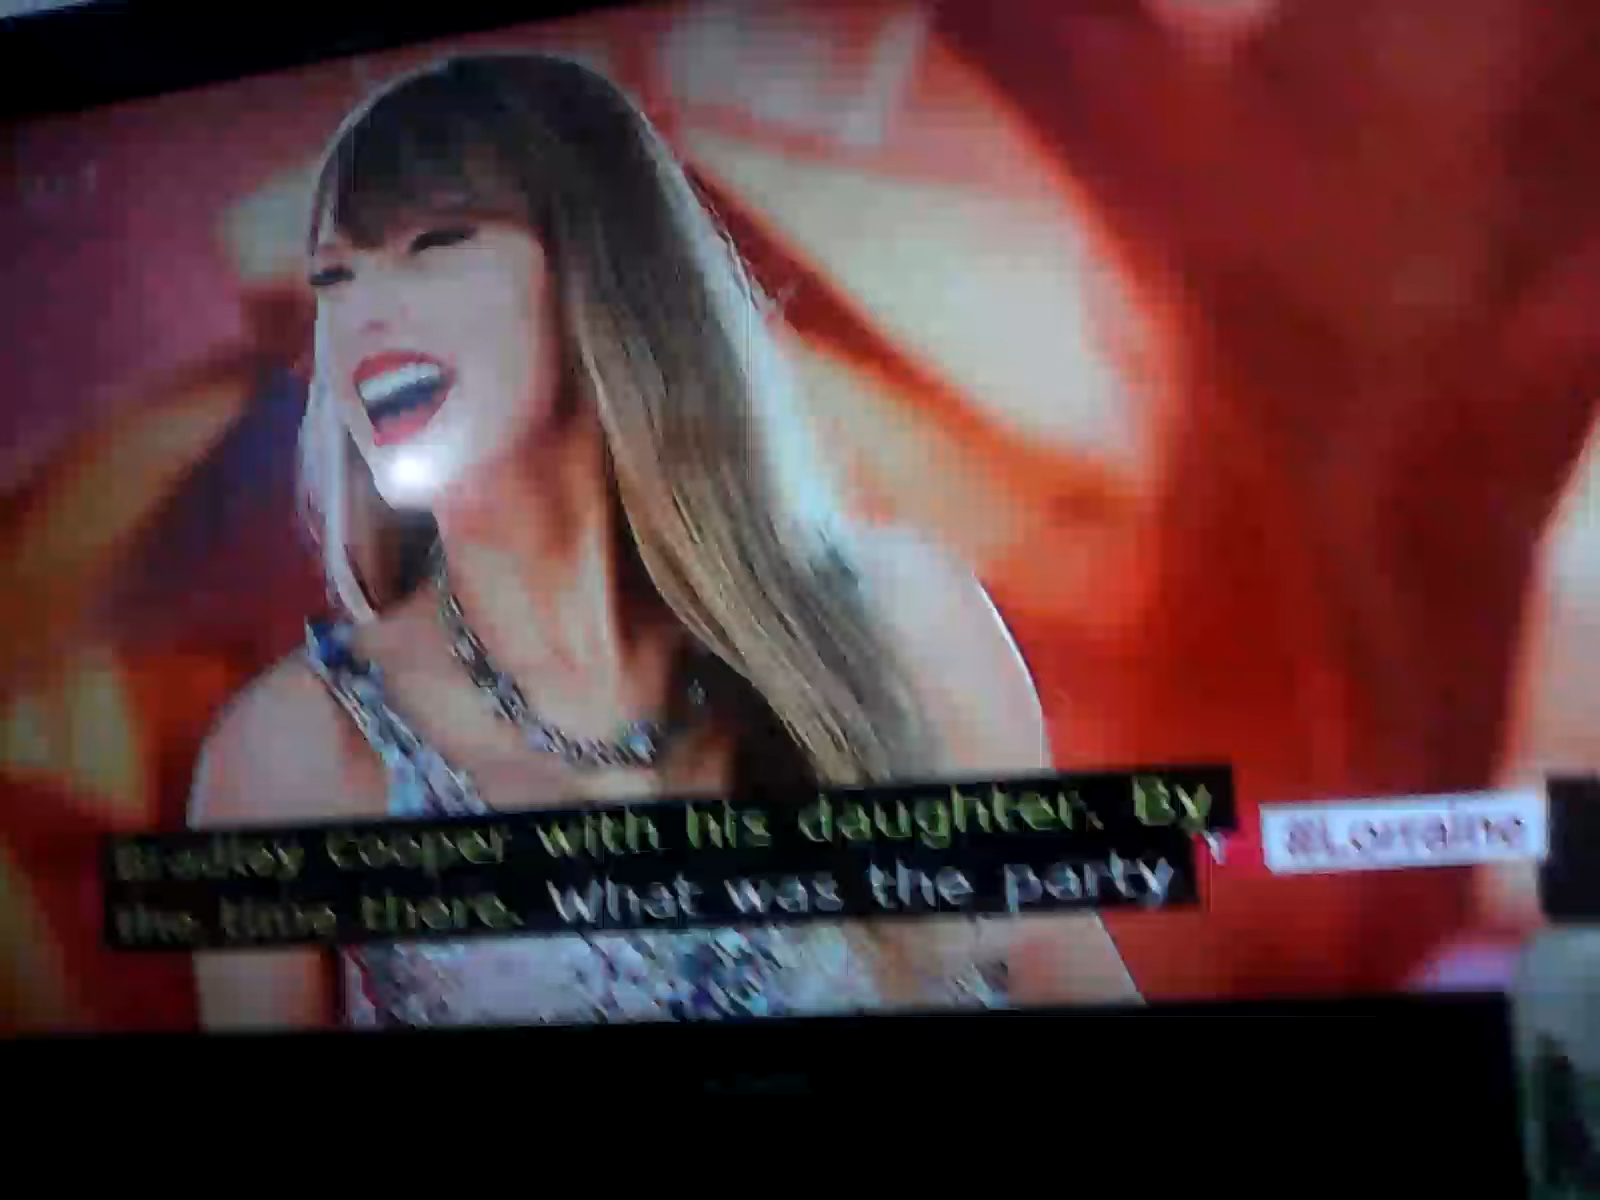 Bradley Cooper with his daughter. By
the time there. What was the party
#Lorraine